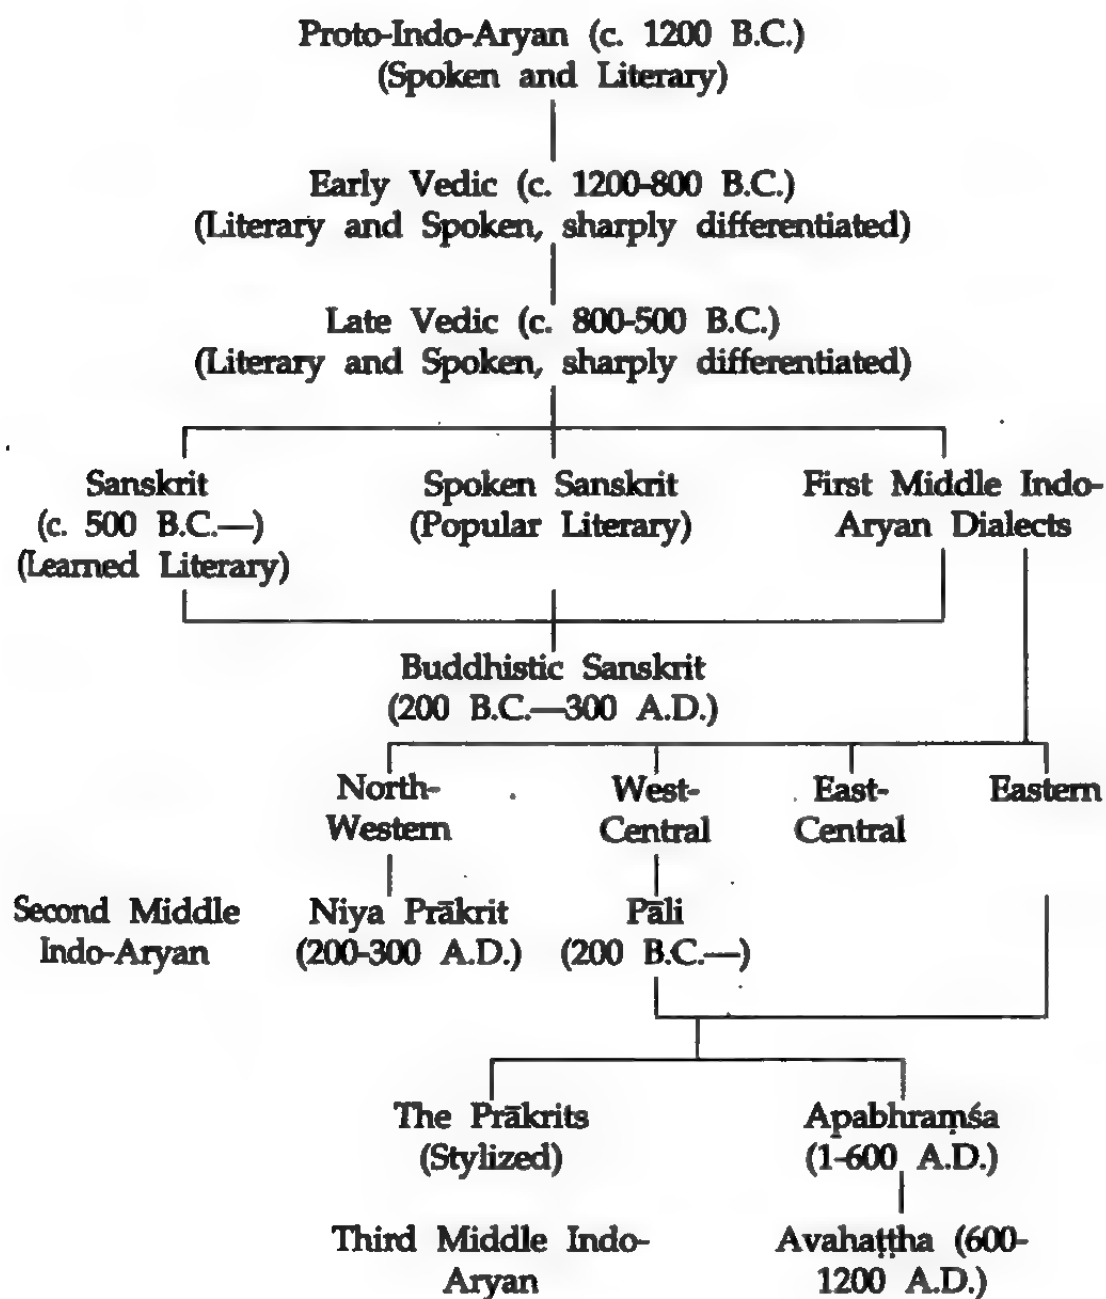 Proto-Indo-Aryan (c. 1200 B.C.)
(Spoken and Literary)
Early Vedic (c. 1200-800 B.C.)
(Literary and Spoken, sharply differentiated)
Late Vedic (c. 800-500 B.C.)
(Literary and Spoken, sharply differentiated)
Sanskrit
(c. 500 B.C.—)
(Learned Literary)
Spoken Sanskrit
(Popular Literary)
First Middle Indo-
Aryan Dialects
Buddhistic Sanskrit
(200 B.C.—300 A.D.)
North-
Western
West-
Central
East-
Central
Eastern
Second Middle
Indo-Aryan
Niya Prākrit
(200-300 A.D.)
Pāli
(200 B.C.—)
The Prākrits
(Stylized)
Apabhraṃśa
(1-600 A.D.)
Third Middle Indo-
Aryan
Avahaṭṭha (600-
1200 A.D.)